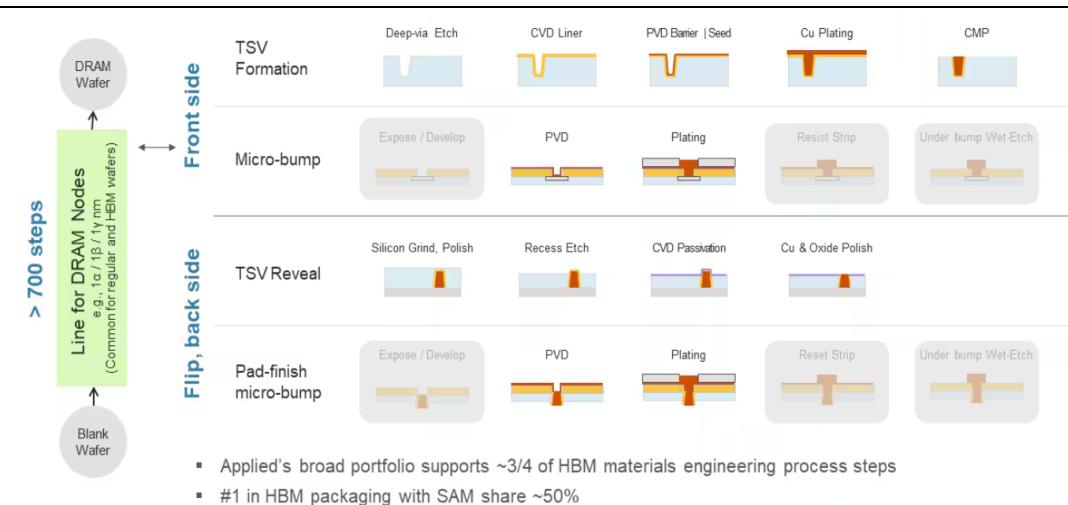 DRAM
Wafer
> 700 steps
Line for DRAM Nodes
e.g., 1α / 1β / 1γ nm
(Common for regular and HBM wafers)
Blank
Wafer
Front side
TSV
Formation
Deep-via Etch
CVD Liner
PVD Barrier | Seed
Cu Plating
CMP
Micro-bump
Expose / Develop
PVD
Plating
Resist Strip
Under bump Wet-Etch
Flip, back side
TSV Reveal
Silicon Grind, Polish
Recess Etch
CVD Passivation
Cu & Oxide Polish
Pad-finish
micro-bump
Expose / Develop
PVD
Plating
Reset Strip
Under bump Wet-Etch
▪ Applied's broad portfolio supports ~3/4 of HBM materials engineering process steps
▪ #1 in HBM packaging with SAM share ~50%